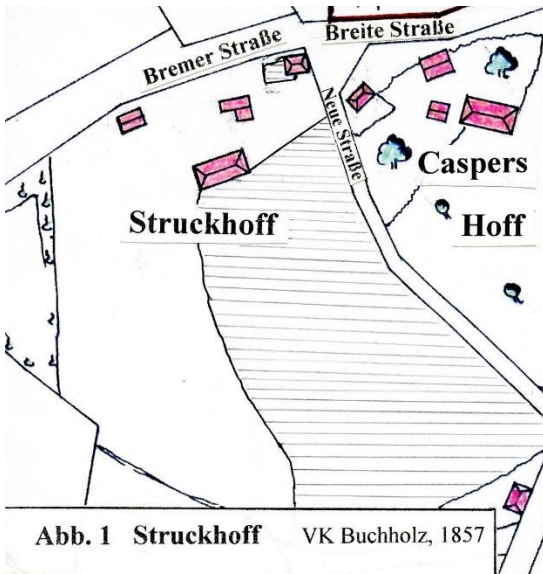 Breite Straße
Bremer Straße
Neue Straße
Caspers
Struckhoff
Hoff
Abb. 1 Struckhoff VK Buchholz, 1857